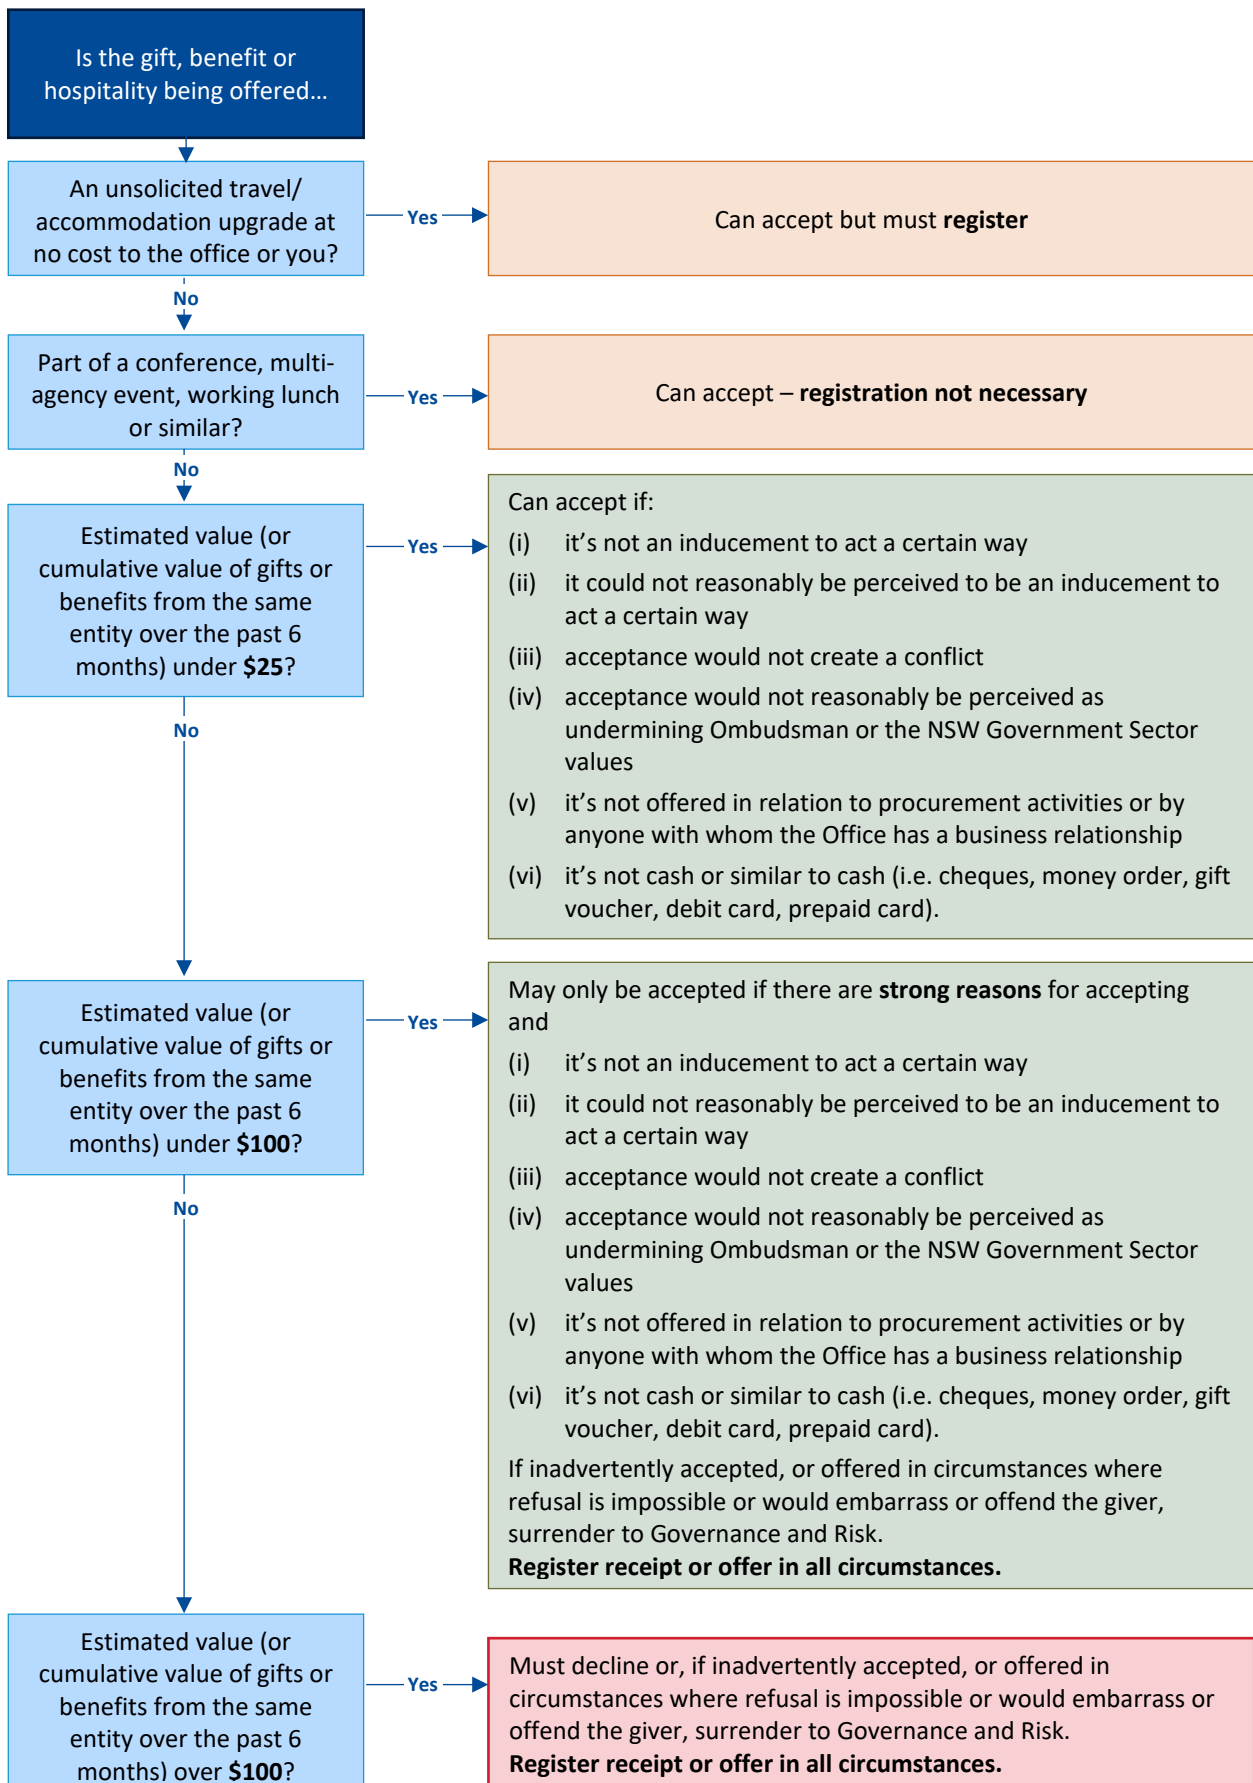 Is the gift, benefit or
hospitality being offered…
An unsolicited travel/
accommodation upgrade at
no cost to the office or you?
Yes
Can accept but must register
No
Part of a conference, multi-
agency event, working lunch
or similar?
Yes
Can accept – registration not necessary
No
Estimated value (or
cumulative value of gifts or
benefits from the same
entity over the past 6
months) under $25?
Yes
Can accept if:
(i) it’s not an inducement to act a certain way
(ii) it could not reasonably be perceived to be an inducement to
act a certain way
(iii) acceptance would not create a conflict
(iv) acceptance would not reasonably be perceived as
undermining Ombudsman or the NSW Government Sector
values
(v) it’s not offered in relation to procurement activities or by
anyone with whom the Office has a business relationship
(vi) it’s not cash or similar to cash (i.e. cheques, money order, gift
voucher, debit card, prepaid card).
No
Estimated value (or
cumulative value of gifts or
benefits from the same
entity over the past 6
months) under $100?
Yes
May only be accepted if there are strong reasons for accepting
and
(i) it’s not an inducement to act a certain way
(ii) it could not reasonably be perceived to be an inducement to
act a certain way
(iii) acceptance would not create a conflict
(iv) acceptance would not reasonably be perceived as
undermining Ombudsman or the NSW Government Sector
values
(v) it’s not offered in relation to procurement activities or by
anyone with whom the Office has a business relationship
(vi) it’s not cash or similar to cash (i.e. cheques, money order, gift
voucher, debit card, prepaid card).
If inadvertently accepted, or offered in circumstances where
refusal is impossible or would embarrass or offend the giver,
surrender to Governance and Risk.
Register receipt or offer in all circumstances.
No
Estimated value (or
cumulative value of gifts or
benefits from the same
entity over the past 6
months) over $100?
Yes
Must decline or, if inadvertently accepted, or offered in
circumstances where refusal is impossible or would embarrass or
offend the giver, surrender to Governance and Risk.
Register receipt or offer in all circumstances.